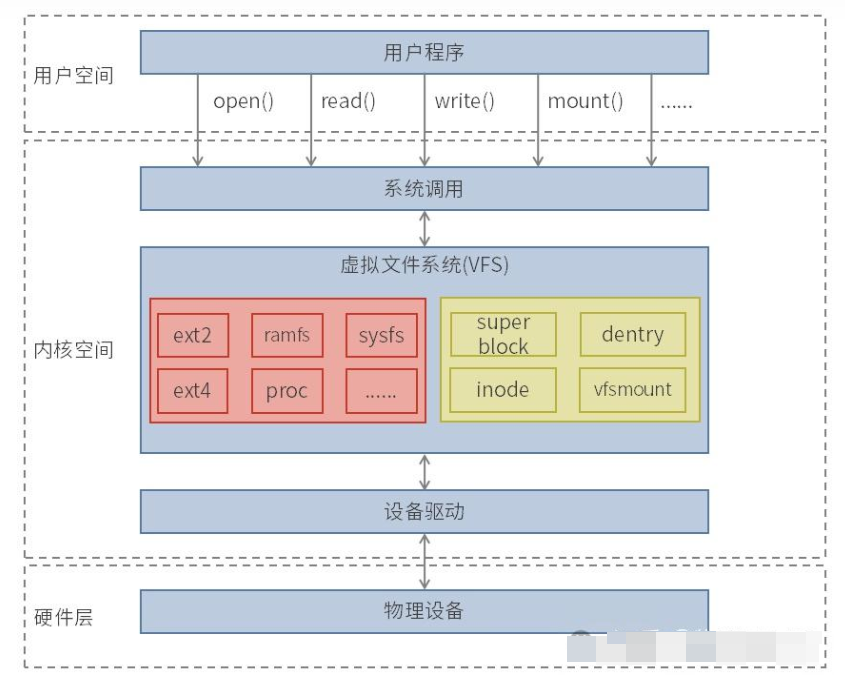 用户空间
用户程序
open()
read()
write()
mount()
......
内核空间
系统调用
虚拟文件系统(VFS)
ext2
ramfs
sysfs
ext4
proc
......
super
block
dentry
inode
vfsmount
设备驱动
硬件层
物理设备